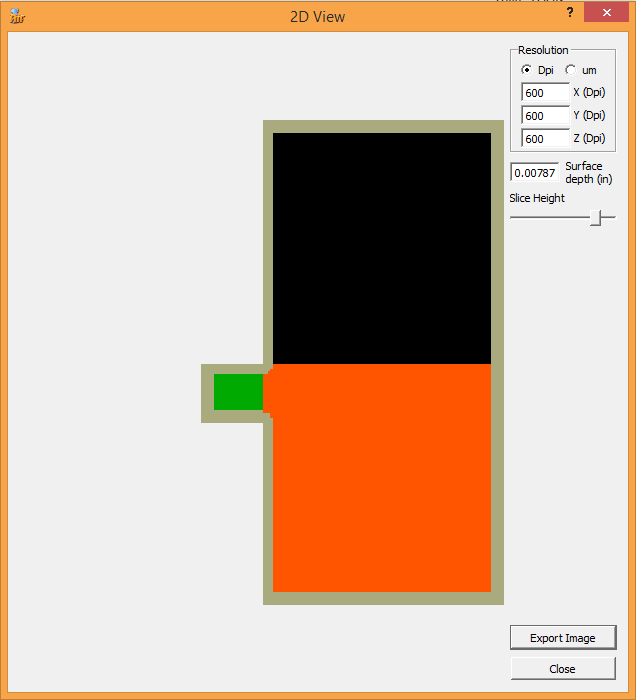 2D View
?
Resolution
Dpi um
600 X (Dpi)
600 Y (Dpi)
600 Z (Dpi)
0.00787 Surface
depth (in)
Slice Height
Export Image
Close